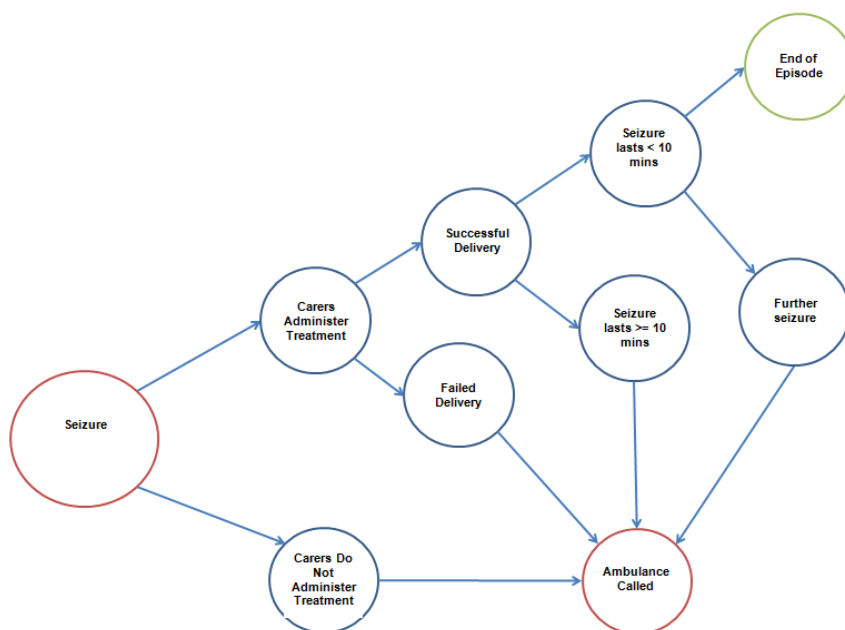 End of
Episode
Seizure
lasts < 10
mins
Successful
Delivery
Carers
Administer
Treatment
Seizure
lasts >= 10
mins
Further
seizure
Failed
Delivery
Seizure
Carers Do
Not
Administer
Treatment
Ambulance
Called